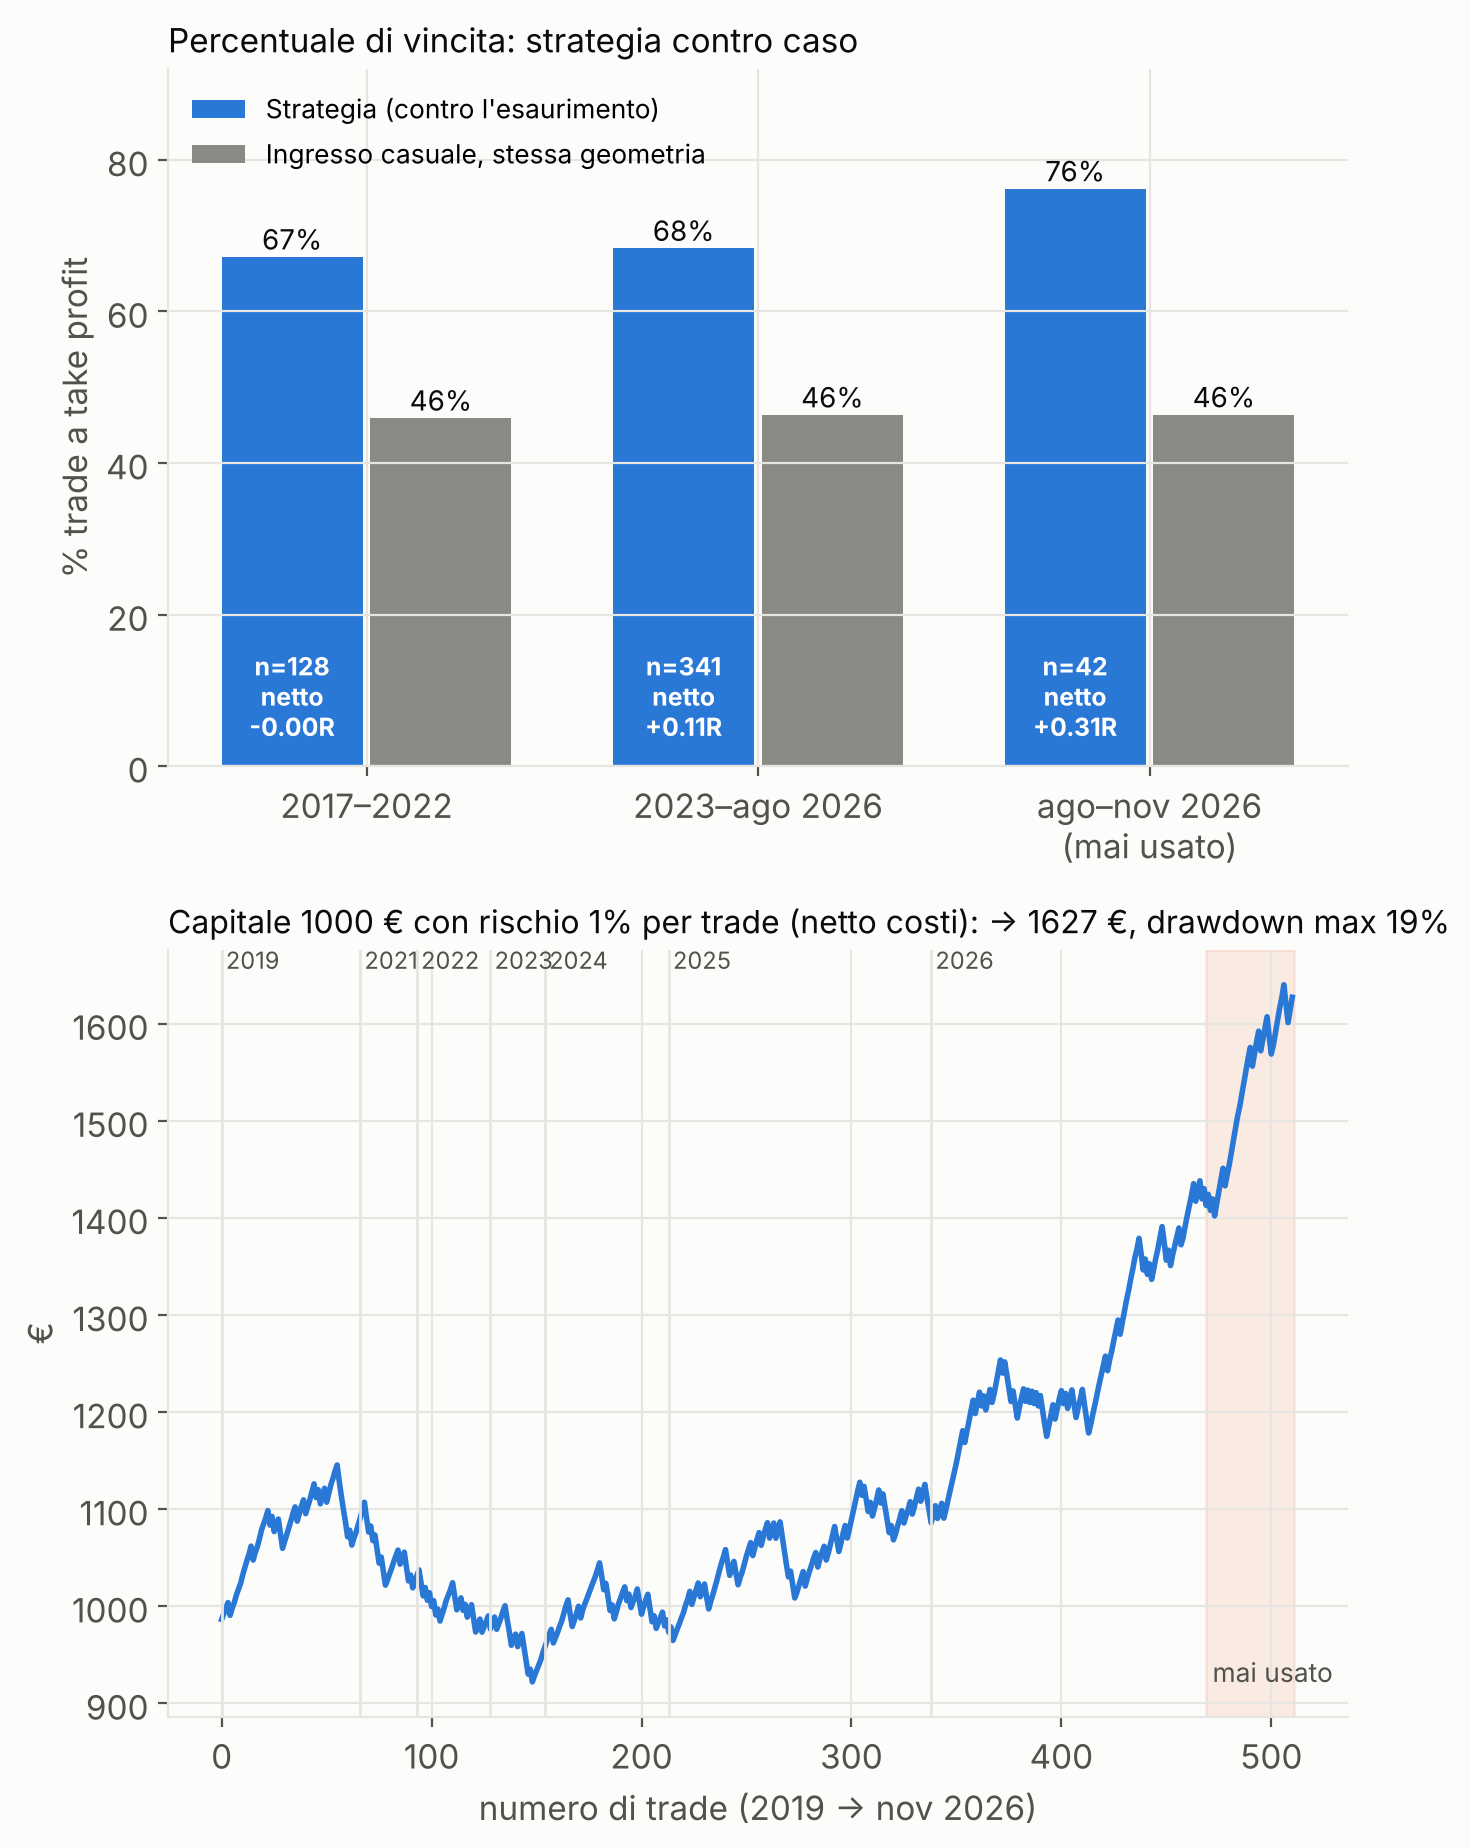 Percentuale di vincita: strategia contro caso
Strategia (contro l'esaurimento)
Ingresso casuale, stessa geometria
% trade a take profit
80
60
40
20
0
67%
46%
68%
46%
76%
46%
n=128
netto
-0.00R
n=341
netto
+0.11R
n=42
netto
+0.31R
2017–2022
2023–ago 2026
ago–nov 2026
(mai usato)
Capitale 1000 € con rischio 1% per trade (netto costi): → 1627 €, drawdown max 19%
2019
2021
2022
2023
2024
2025
2026
€
1600
1500
1400
1300
1200
1100
1000
900
mai usato
0
100
200
300
400
500
numero di trade (2019 → nov 2026)